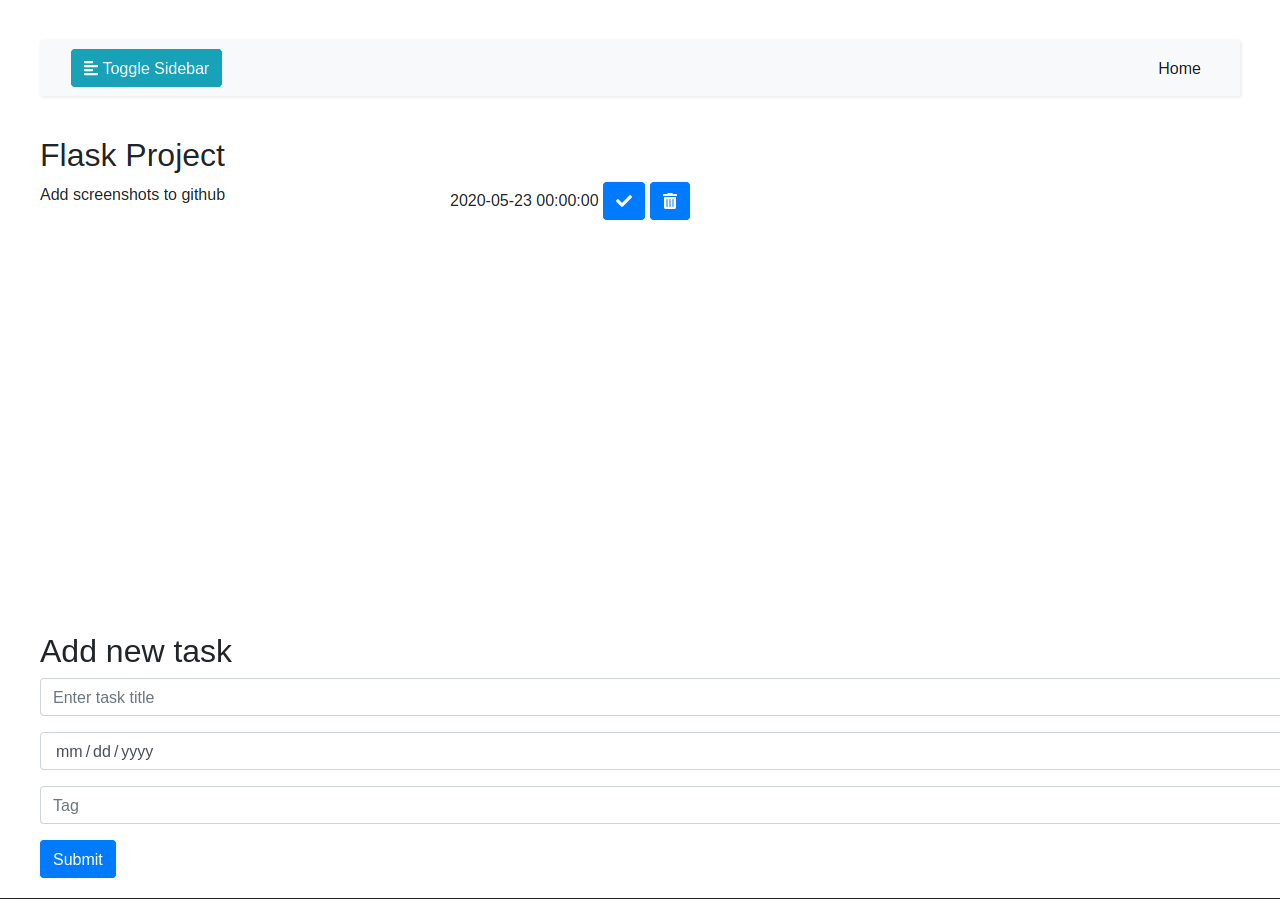 Toggle Sidebar Home
Flask Project
Add screenshots to github 2020-05-23 00:00:00
Add new task
Enter task title
mm/dd/yyyy
Tag
Submit